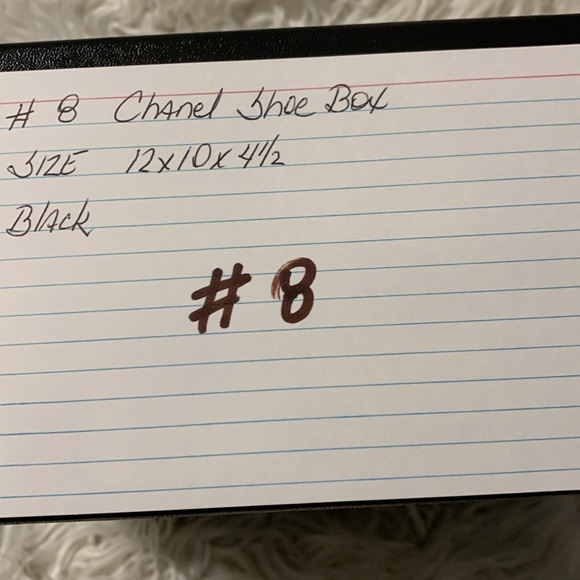 # 8 Chanel Shoe Box
SIZE 12x10x4½
Black
#8